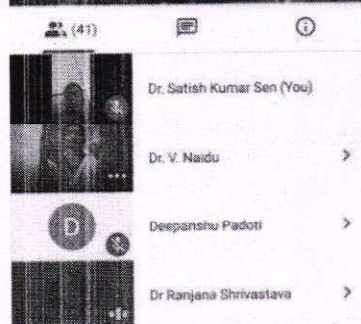 (41)
Dr. Satish Kumar Sen (You)
Dr. V. Naidu
D
Deepanshu Padoti
Dr Ranjana Shrivastava